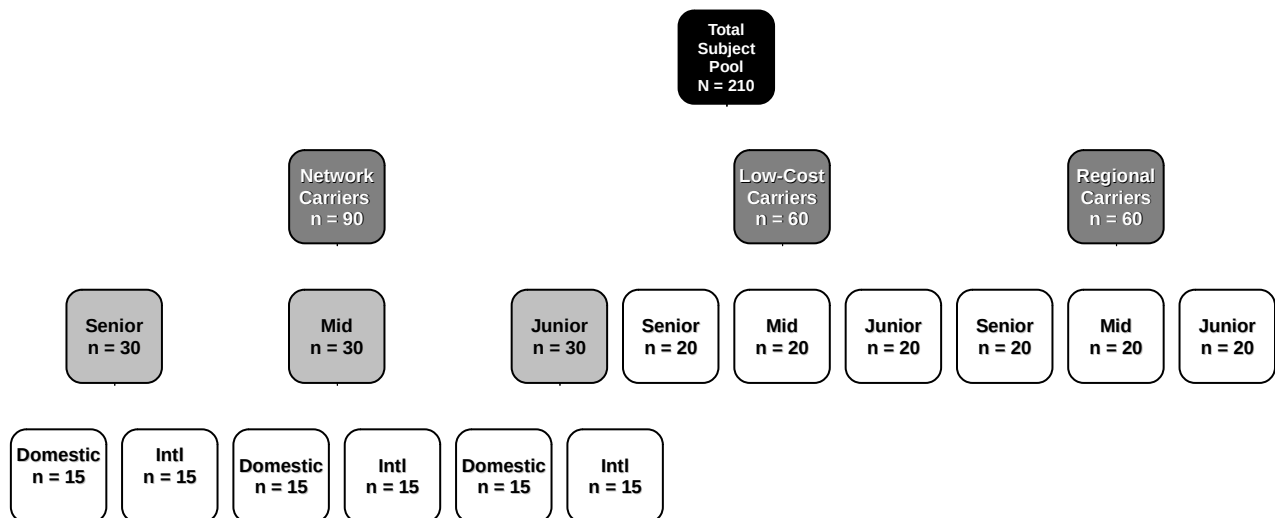 Total
Subject
Pool
N = 210
Network
Carriers
n = 90
Low-Cost
Carriers
n = 60
Regional
Carriers
n = 60
Senior
n = 30
Mid
n = 30
Junior
n = 30
Senior
n = 20
Mid
n = 20
Junior
n = 20
Senior
n = 20
Mid
n = 20
Junior
n = 20
Domestic
n = 15
Intl
n = 15
Domestic
n = 15
Intl
n = 15
Domestic
n = 15
Intl
n = 15